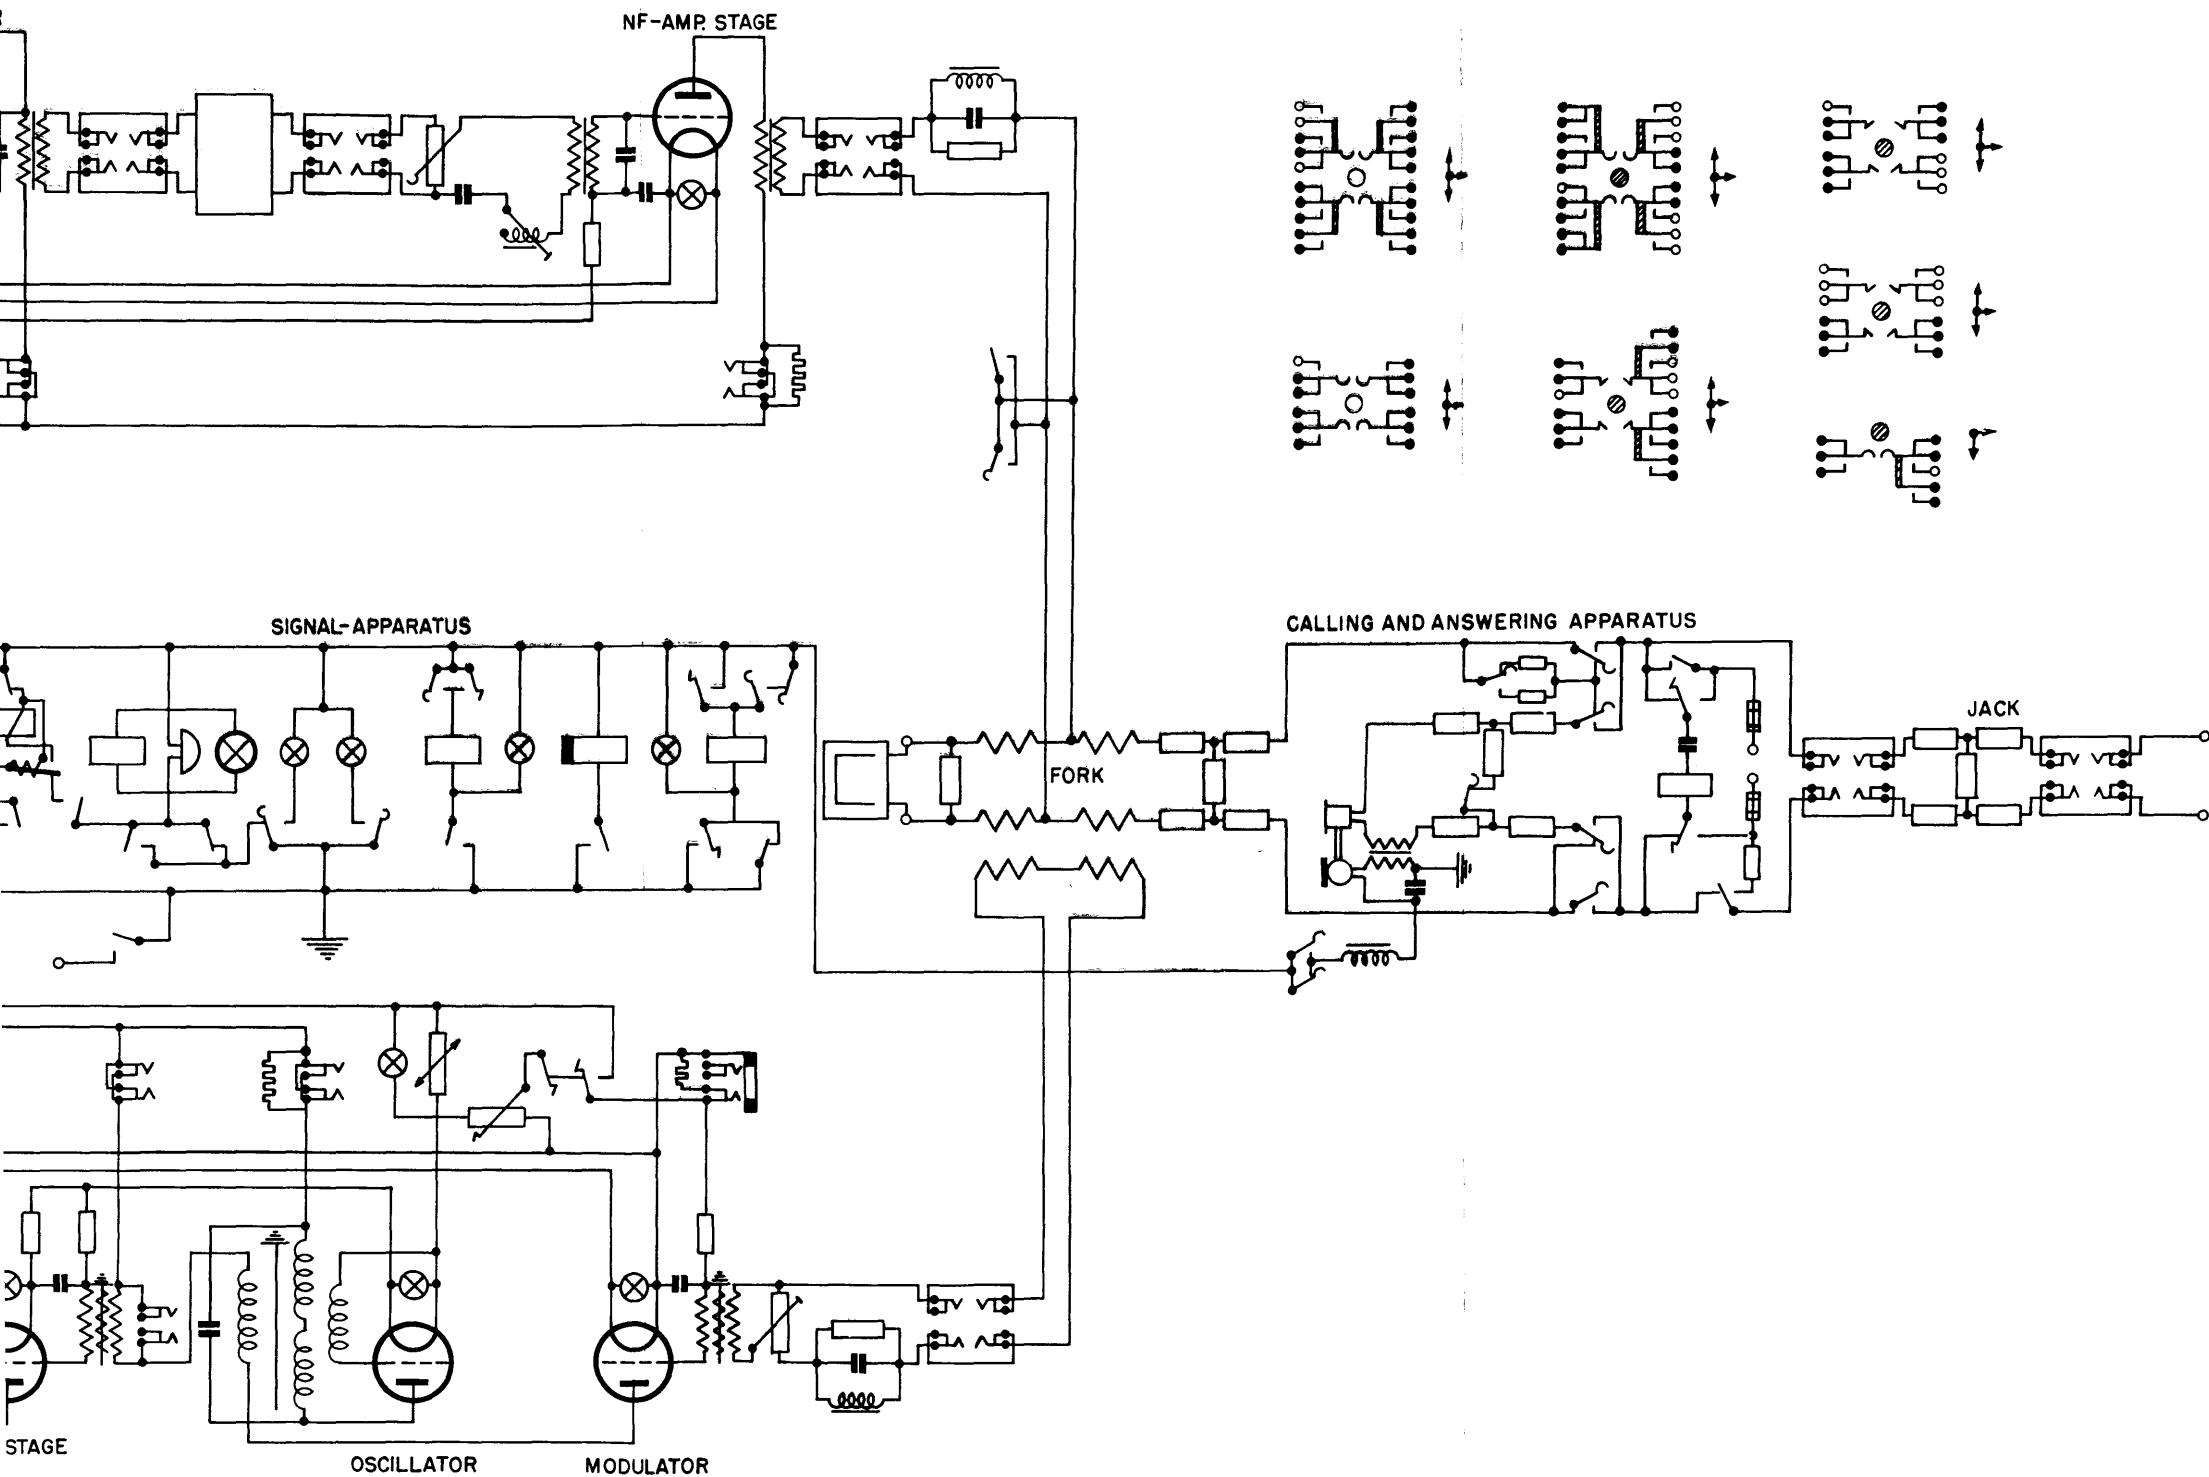 NF-AMP. STAGE
SIGNAL-APPARATUS
CALLING AND ANSWERING APPARATUS
JACK
FORK
STAGE
OSCILLATOR
MODULATOR